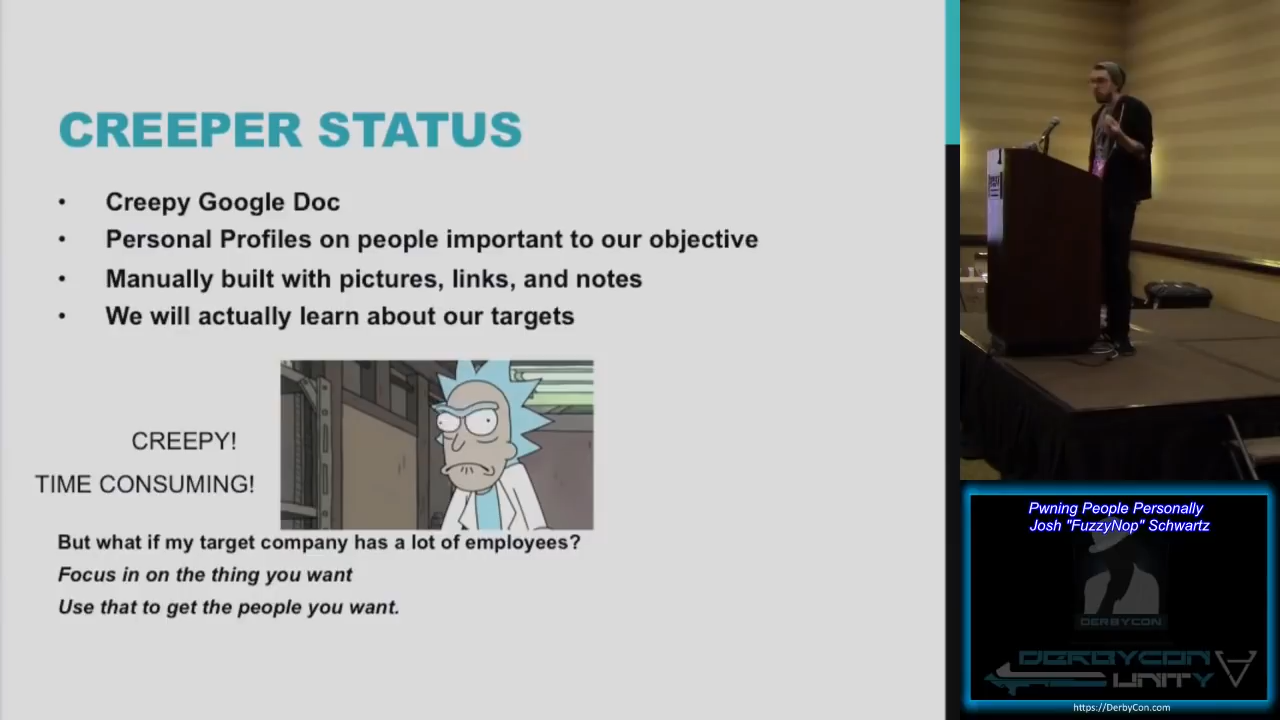 CREEPER STATUS
• Creepy Google Doc
• Personal Profiles on people important to our objective
• Manually built with pictures, links, and notes
• We will actually learn about our targets
CREEPY!
TIME CONSUMING!
But what if my target company has a lot of employees?
Focus in on the thing you want
Use that to get the people you want.
Pwning People Personally
Josh "FuzzyNop" Schwartz
DERBYCON
DERBYCON
UNITY
https://DerbyCon.com